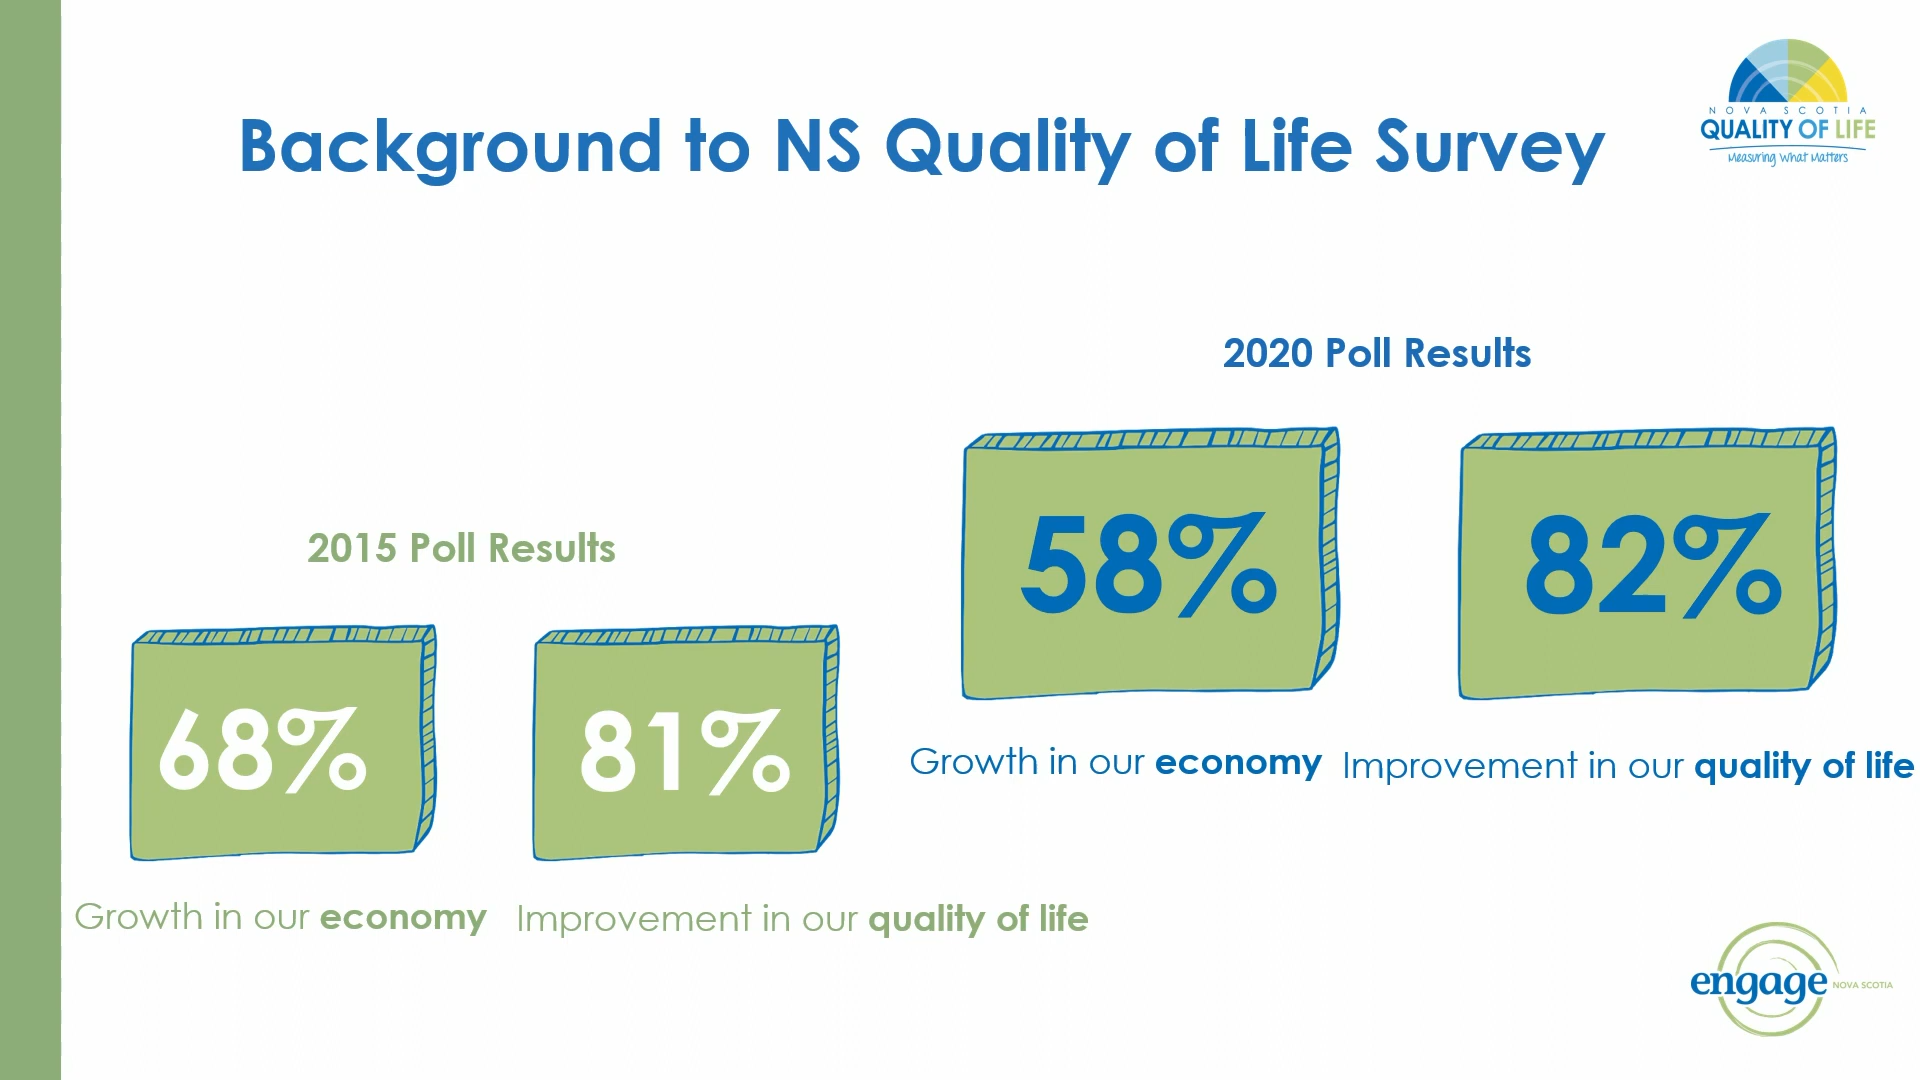 NOVA SCOTIA
QUALITY OF LIFE
Measuring What Matters
Background to NS Quality of Life Survey
2020 Poll Results
58%
82%
Growth in our economy
Improvement in our quality of life
2015 Poll Results
68%
81%
Growth in our economy
Improvement in our quality of life
engage NOVA SCOTIA